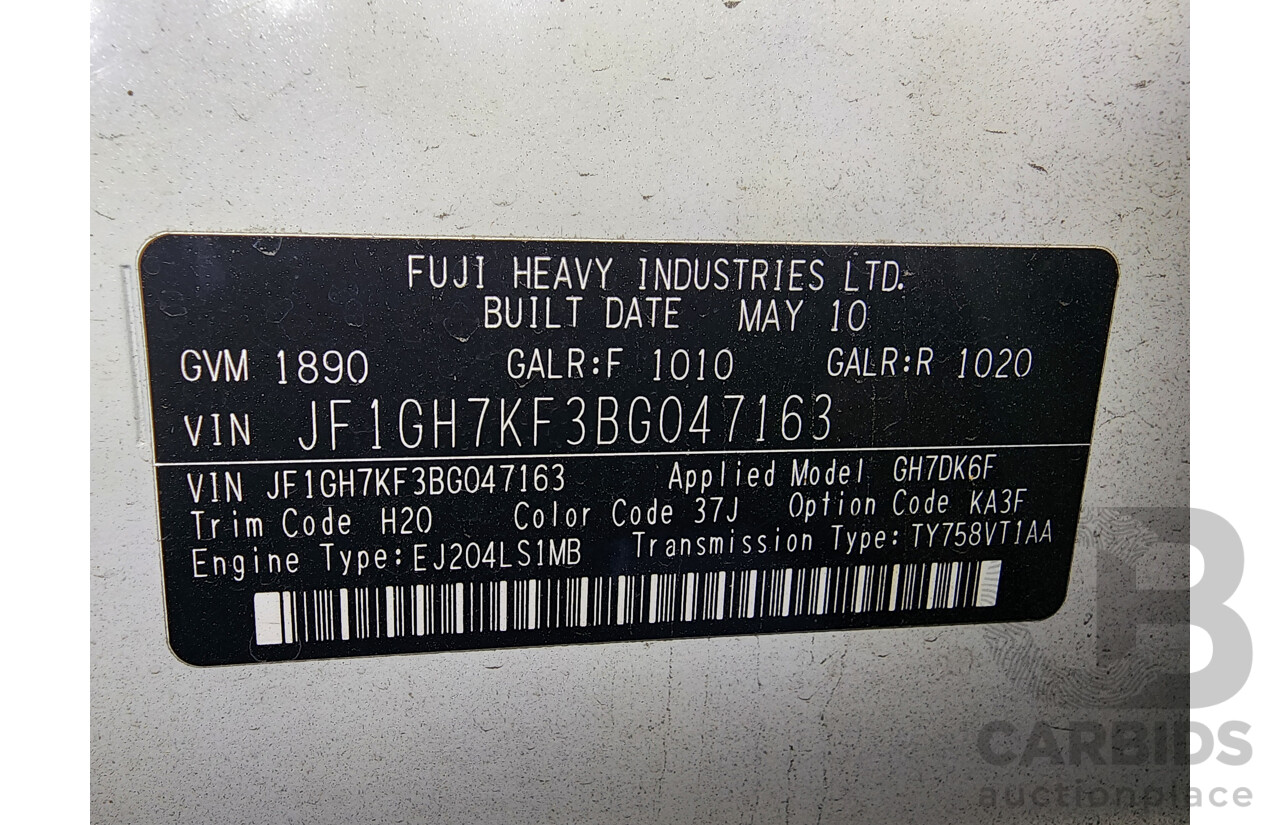 FUJI HEAVY INDUSTRIES LTD.
BUILT DATE MAY 10
GVM 1890 GALR:F 1010 GALR:R 1020
VIN JF1GH7KF3BG047163
VIN JF1GH7KF3BG047163 Applied Model GH7DK6F
Trim Code H20 Color Code 37J Option Code KA3F
Engine Type:EJ204LS1MB Transmission Type:TY758VT1AA
B
CARBIDS
auctionplace